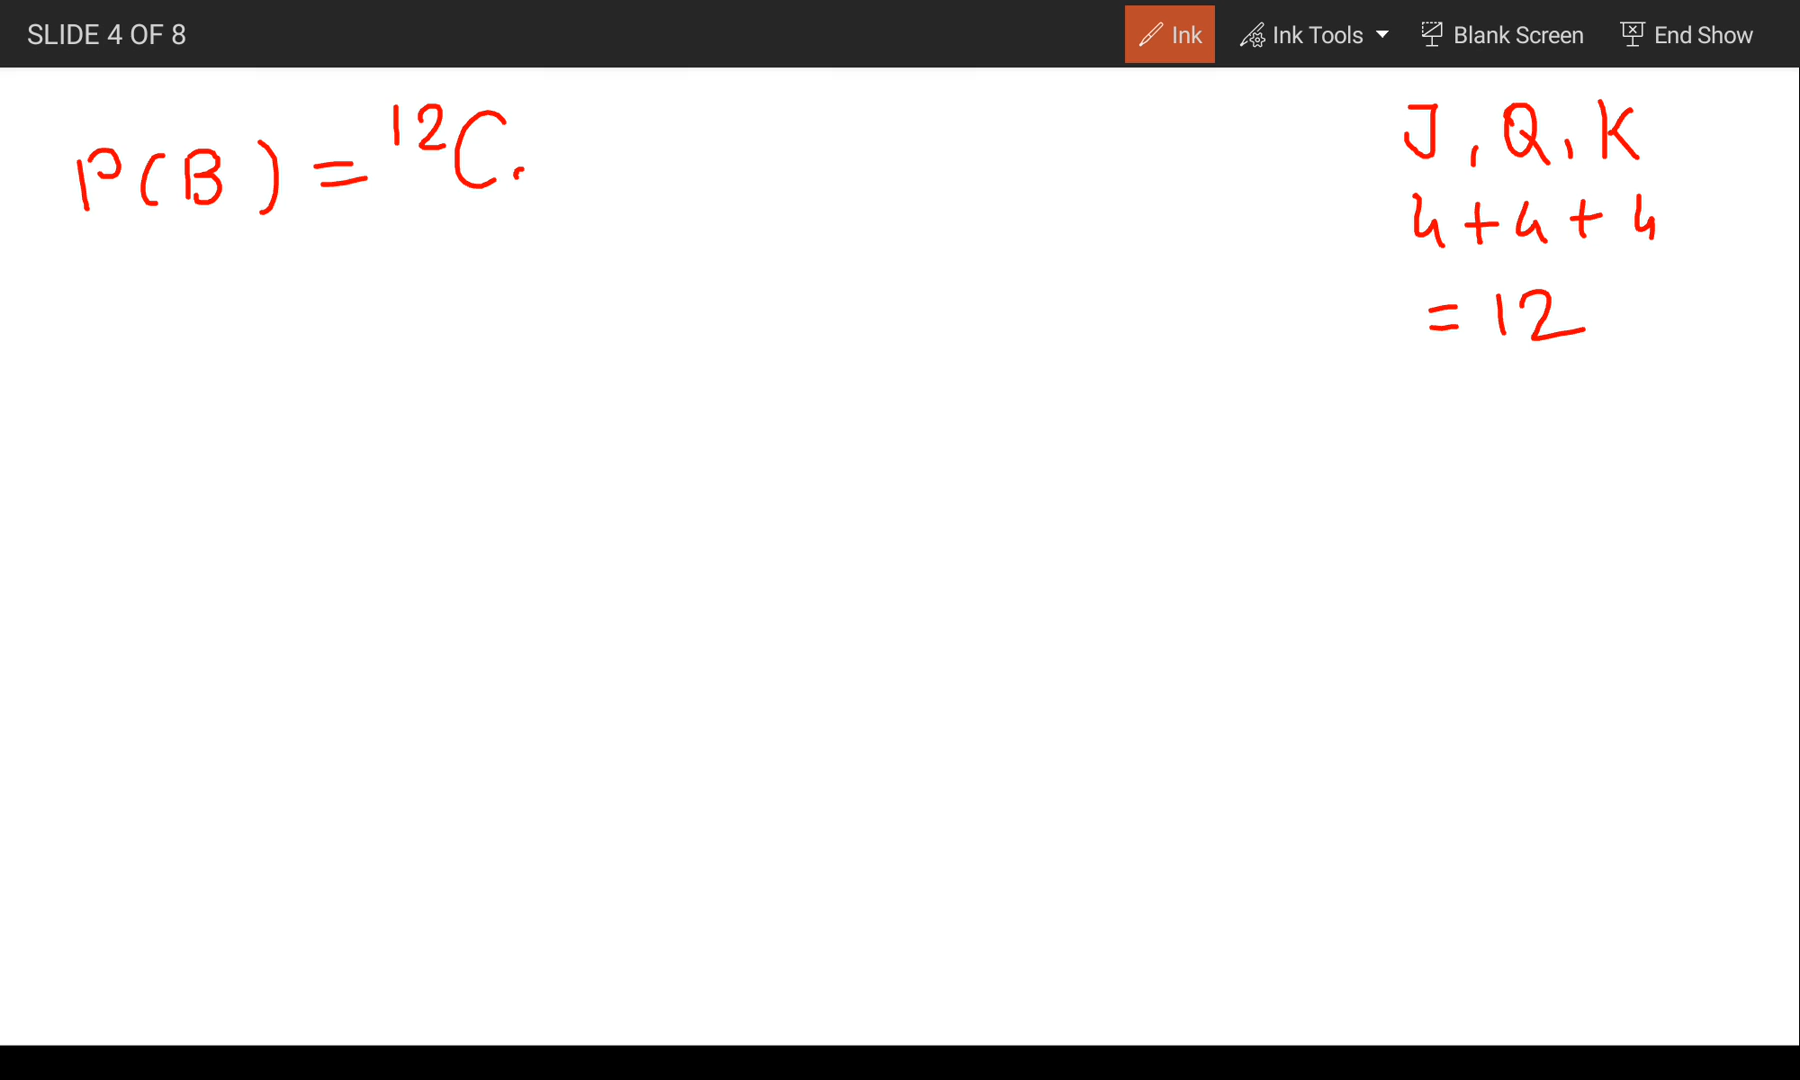 SLIDE 4 OF 8 Ink Ink Tools Blank Screen End Show
P(B) = ¹²C.
J, Q, K
4 + 4 + 4
= 12